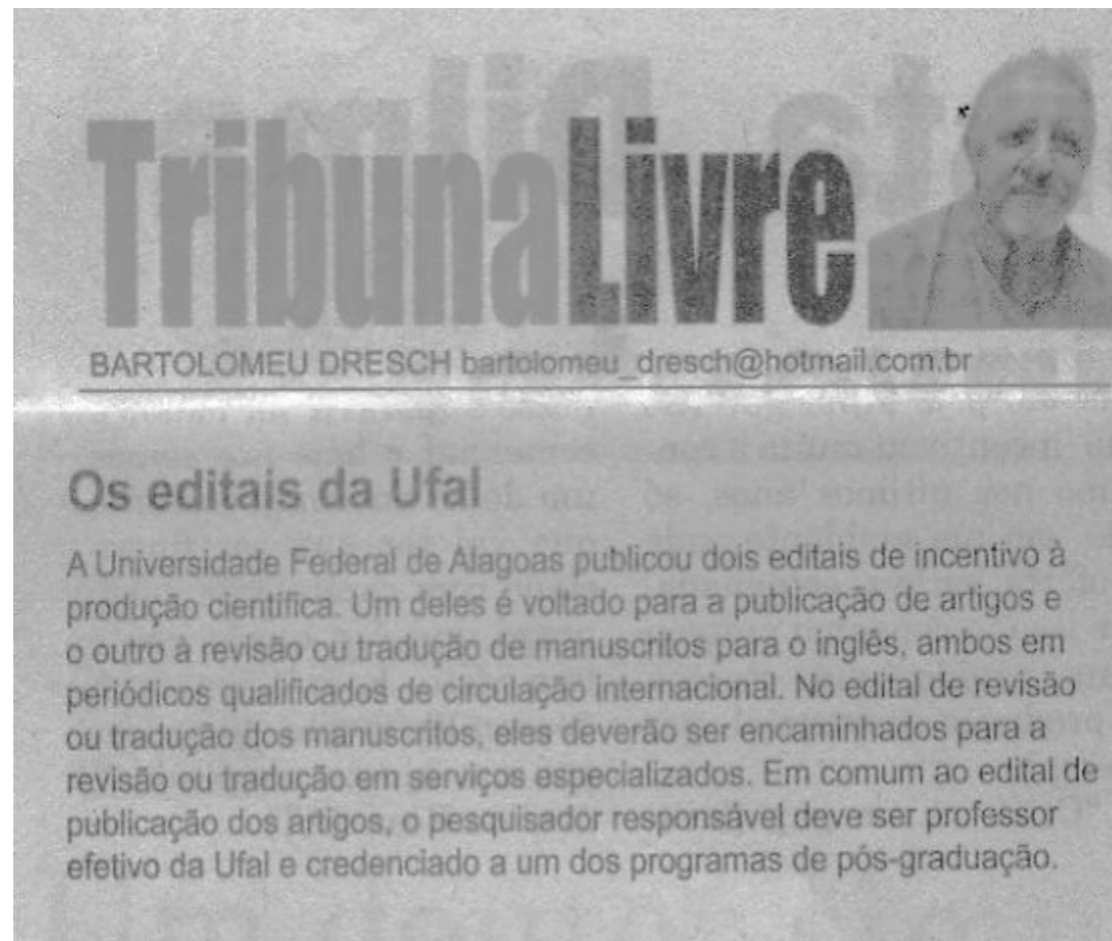 TribunaLivre
BARTOLOMEU DRESCH bartolomeu_dresch@hotmail.com.br
Os editais da Ufal
A Universidade Federal de Alagoas publicou dois editais de incentivo à
produção científica. Um deles é voltado para a publicação de artigos e
o outro à revisão ou tradução de manuscritos para o inglês, ambos em
periódicos qualificados de circulação internacional. No edital de revisão
ou tradução dos manuscritos, eles deverão ser encaminhados para a
revisão ou tradução em serviços especializados. Em comum ao edital de
publicação dos artigos, o pesquisador responsável deve ser professor
efetivo da Ufal e credenciado a um dos programas de pós-graduação.